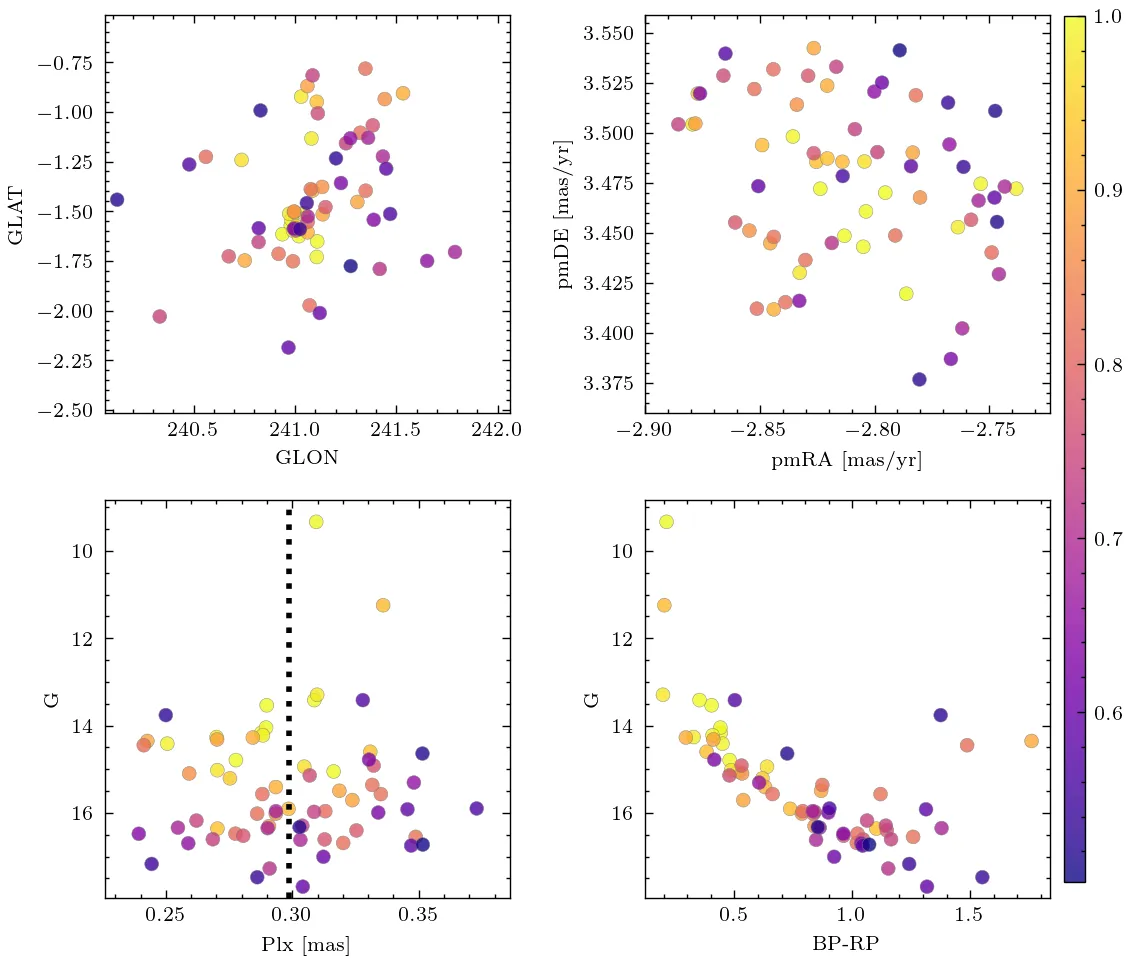 −0.75
−1.00
−1.25
−1.50
−1.75
−2.00
−2.25
−2.50
GLAT
240.5 241.0 241.5 242.0
GLON
3.550
3.525
3.500
3.475
3.450
3.425
3.400
3.375
pmDE [mas/yr]
−2.90 −2.85 −2.80 −2.75
pmRA [mas/yr]
1.0
0.9
0.8
0.7
0.6
10
12
14
16
G
0.25 0.30 0.35
Plx [mas]
10
12
14
16
G
0.5 1.0 1.5
BP-RP